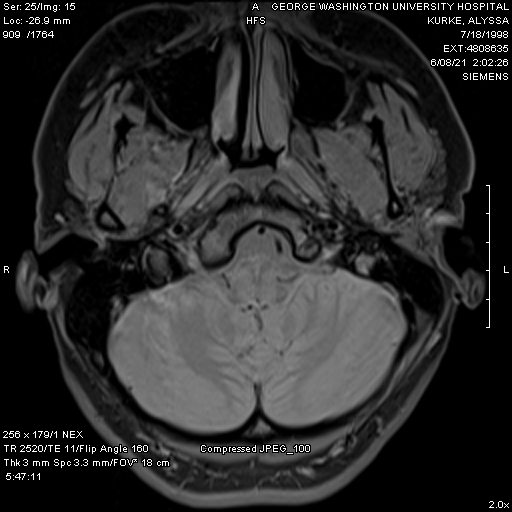 Ser: 25/Img: 15
Loc: -26.9 mm
909 /1764
A
HFS
GEORGE WASHINGTON UNIVERSITY HOSPITAL
KURKE, ALYSSA
7/18/1998
EXT:4808635
6/08/21 2:02:26
SIEMENS
R
L
256 x 179/1 NEX
TR 2520/TE 11/Flip Angle 160
Thk 3 mm Spc 3.3 mm/FOV* 18 cm
5:47:11
Compressed JPEG_100
2.0x